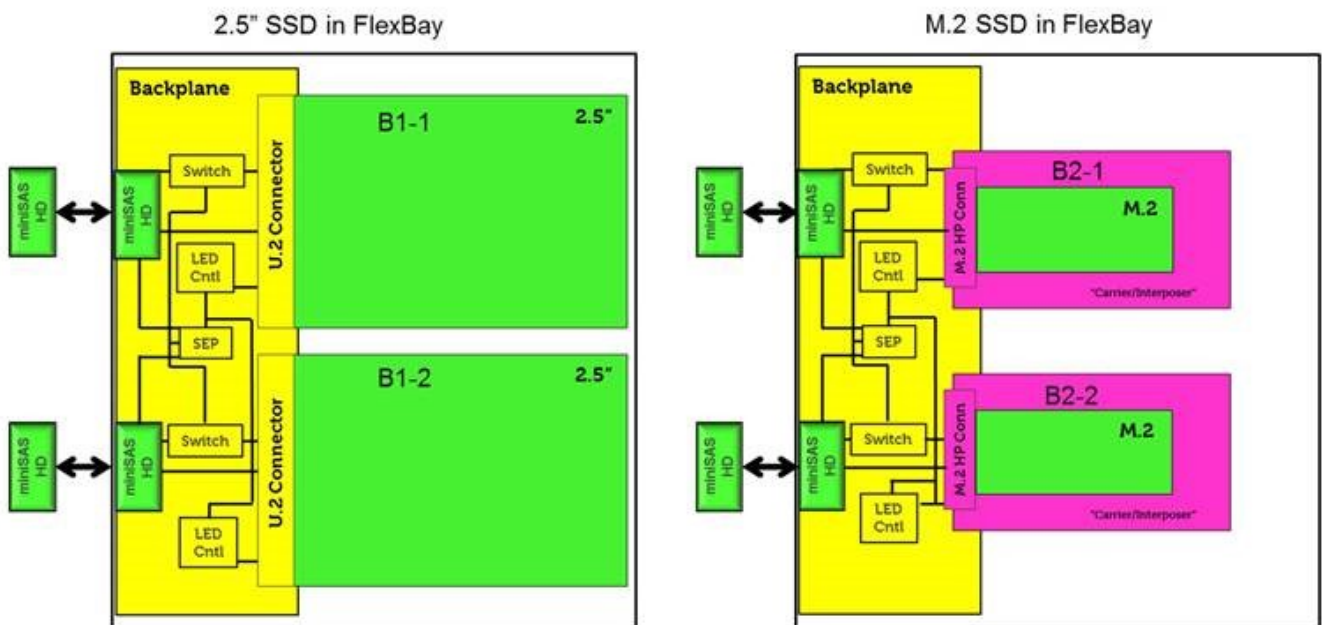 2.5” SSD in FlexBay
Backplane
B1-1
2.5”
U.2 Connector
Switch
miniSAS
HD
miniSAS
HD
LED
Cntl
SEP
B1-2
2.5”
U.2 Connector
miniSAS
HD
miniSAS
HD
Switch
LED
Cntl
M.2 SSD in FlexBay
Backplane
Switch
B2-1
M.2
M.2 HP Conn
miniSAS
HD
miniSAS
HD
LED
Cntl
"Carrier/Interposer"
SEP
B2-2
M.2
M.2 HP Conn
miniSAS
HD
miniSAS
HD
Switch
LED
Cntl
"Carrier/Interposer"